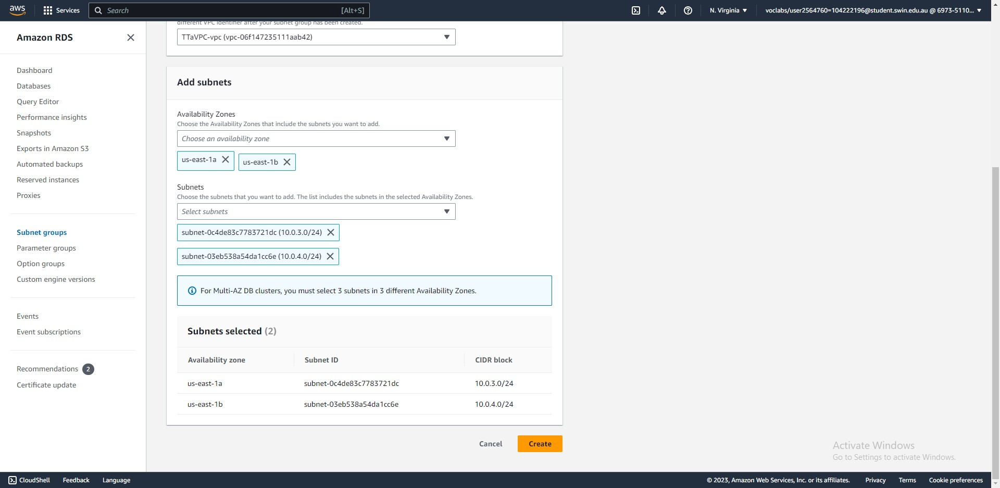 aws
Services
Search
[Alt+S]
N. Virginia
voclabs/user2564760=104222196@student.swin.edu.au @ 6973-5110...
Amazon RDS
Dashboard
Databases
Query Editor
Performance insights
Snapshots
Exports in Amazon S3
Automated backups
Reserved instances
Proxies
Subnet groups
Parameter groups
Option groups
Custom engine versions
Events
Event subscriptions
Recommendations 2
Certificate update
different VPC identifier after your subnet group has been created.
TTaVPC-vpc (vpc-06f147235111aab42)
Add subnets
Availability Zones
Choose the Availability Zones that include the subnets you want to add.
Choose an availability zone
us-east-1a
us-east-1b
Subnets
Choose the subnets that you want to add. The list includes the subnets in the selected Availability Zones.
Select subnets
subnet-0c4de83c7783721dc (10.0.3.0/24)
subnet-03eb538a54da1cc6e (10.0.4.0/24)
For Multi-AZ DB clusters, you must select 3 subnets in 3 different Availability Zones.
Subnets selected (2)
Availability zone Subnet ID CIDR block
us-east-1a subnet-0c4de83c7783721dc 10.0.3.0/24
us-east-1b subnet-03eb538a54da1cc6e 10.0.4.0/24
Cancel
Create
Activate Windows
Go to Settings to activate Windows.
CloudShell
Feedback
Language
© 2023, Amazon Web Services, Inc. or its affiliates.
Privacy
Terms
Cookie preferences